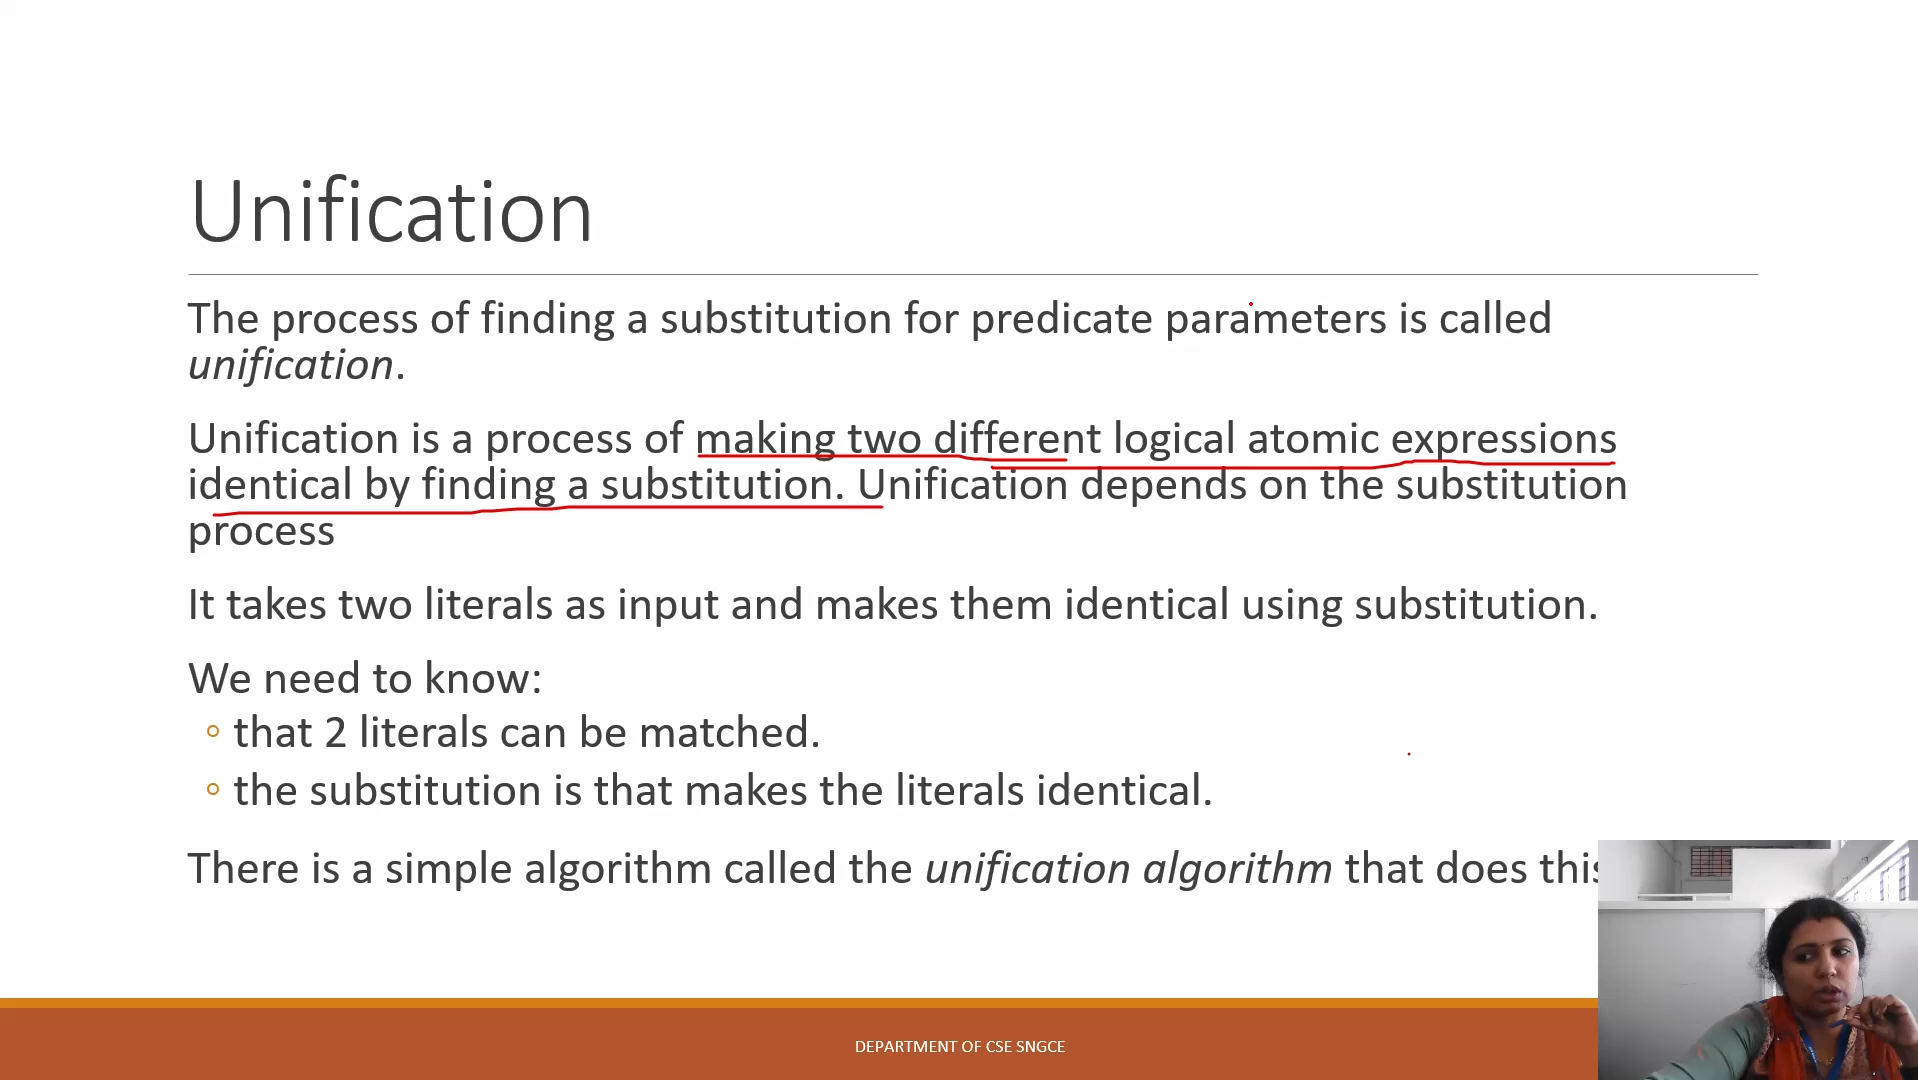 Unification
The process of finding a substitution for predicate parameters is called
unification.
Unification is a process of making two different logical atomic expressions
identical by finding a substitution. Unification depends on the substitution
process
It takes two literals as input and makes them identical using substitution.
We need to know:
◦ that 2 literals can be matched.
◦ the substitution is that makes the literals identical.
There is a simple algorithm called the unification algorithm that does this
DEPARTMENT OF CSE SNGCE